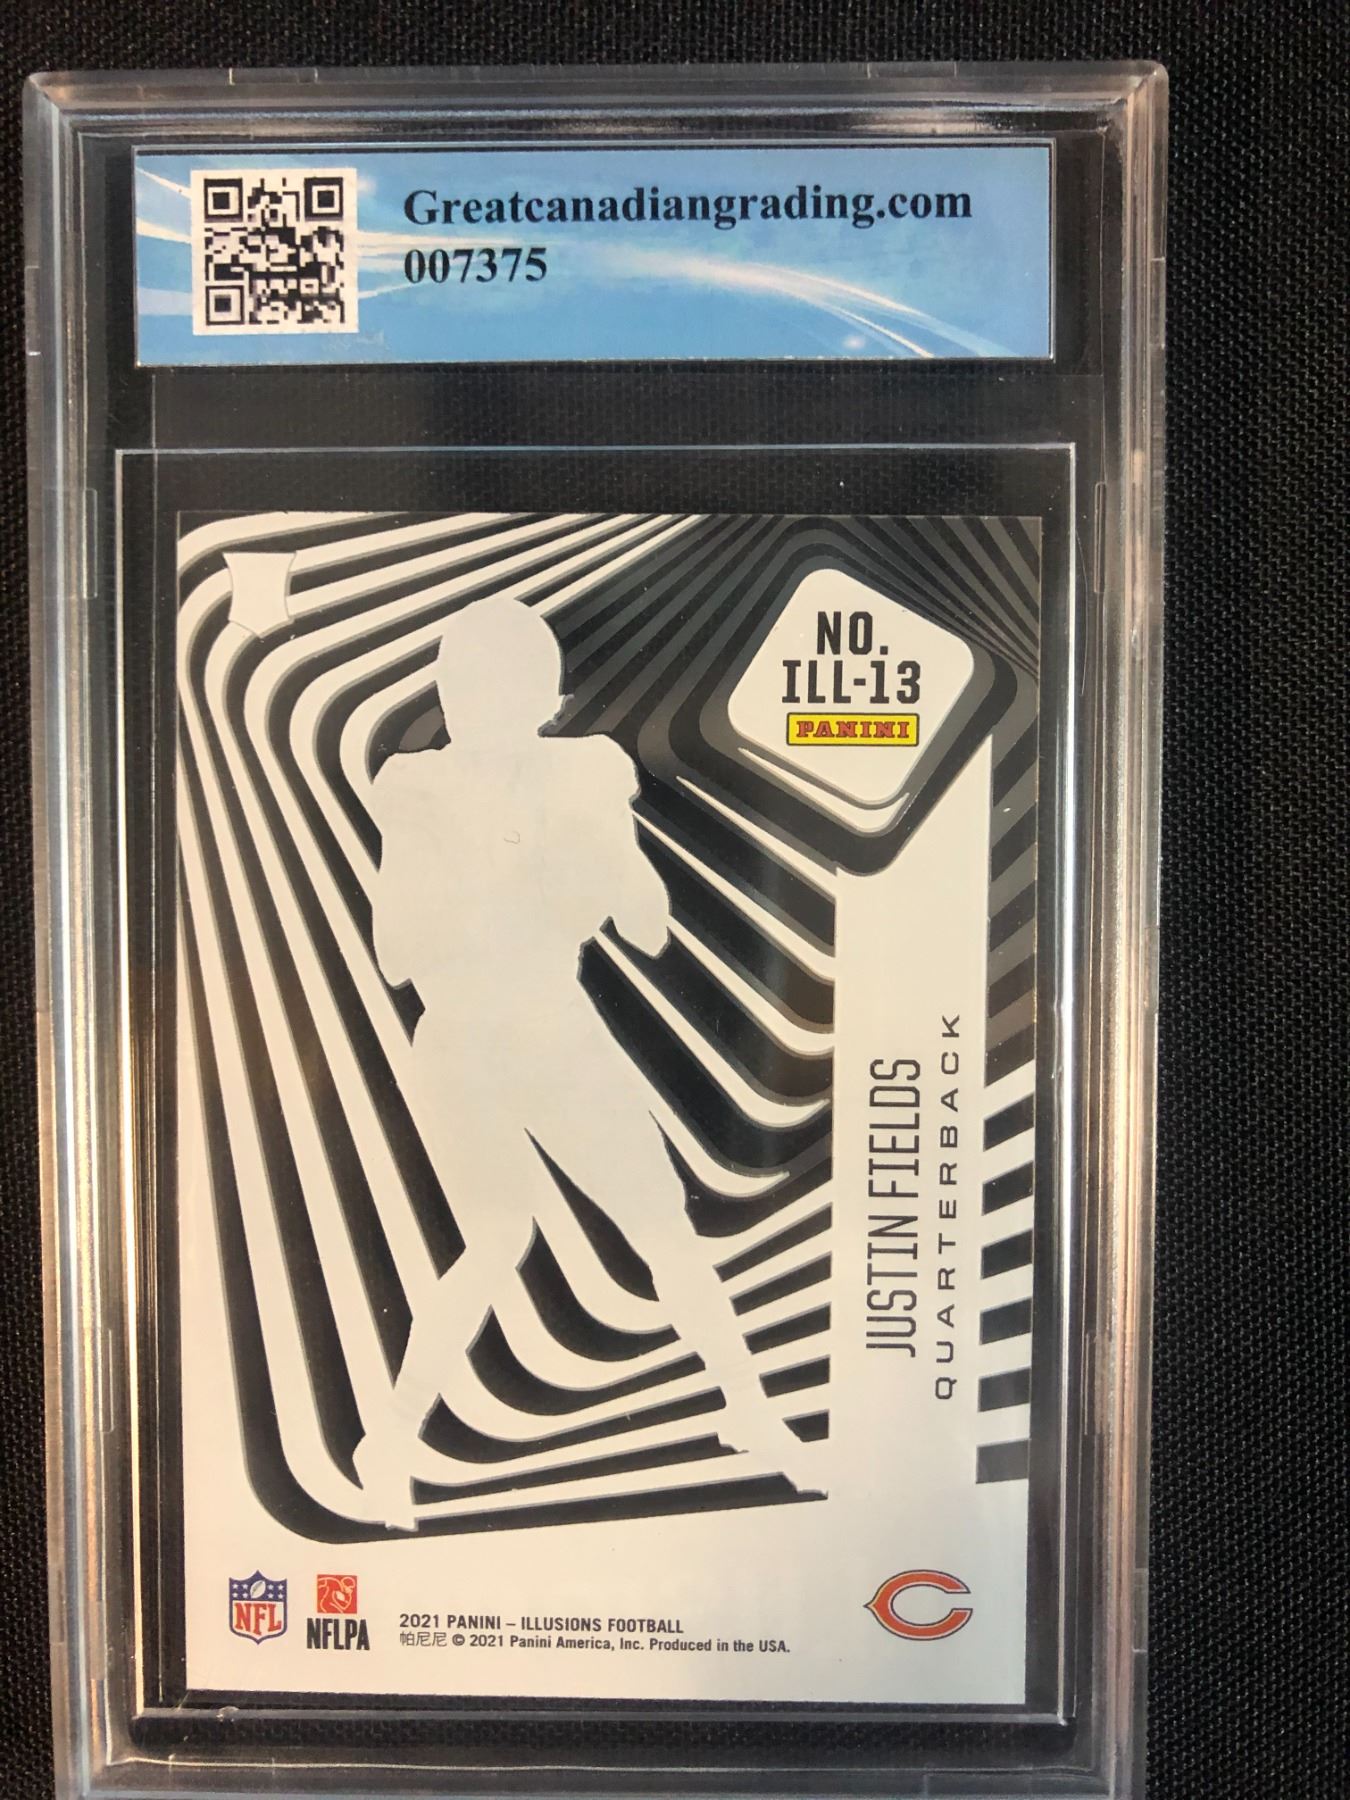 Greatcanadiangrading.com
007375
NO.
ILL-13
PANINI
JUSTIN FIELDS
QUARTERBACK
NFL
NFLPA
2021 PANINI – ILLUSIONS FOOTBALL
帕尼尼 © 2021 Panini America, Inc. Produced in the USA.
C